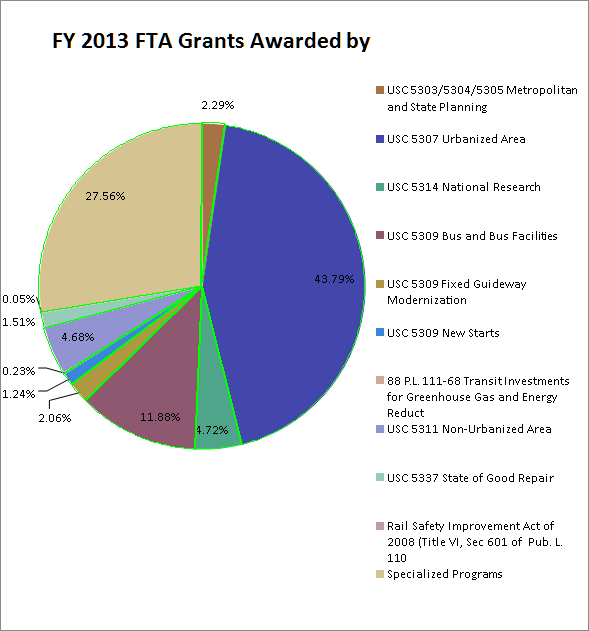 FY 2013 FTA Grants Awarded by
2.29%
43.79%
4.72%
11.88%
2.06%
1.24%
0.23%
4.68%
1.51%
0.05%
27.56%
USC 5303/5304/5305 Metropolitan
and State Planning
USC 5307 Urbanized Area
USC 5314 National Research
USC 5309 Bus and Bus Facilities
USC 5309 Fixed Guideway
Modernization
USC 5309 New Starts
88 P.L. 111-68 Transit Investments
for Greenhouse Gas and Energy
Reduct
USC 5311 Non-Urbanized Area
USC 5337 State of Good Repair
Rail Safety Improvement Act of
2008 (Title VI, Sec 601 of Pub. L.
110
Specialized Programs